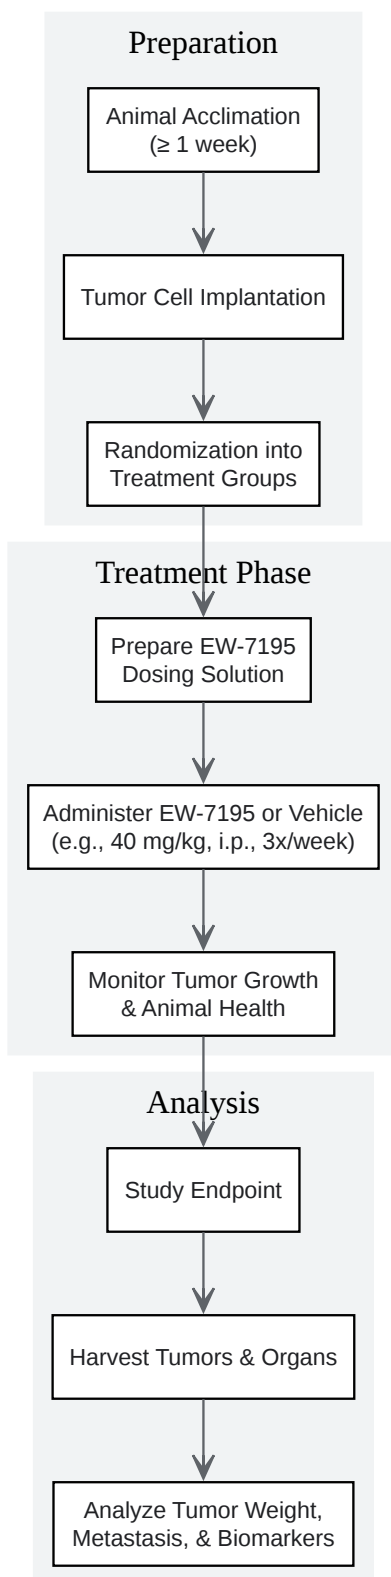 Preparation
Animal Acclimation
(≥ 1 week)
Tumor Cell Implantation
Randomization into
Treatment Groups
Treatment Phase
Prepare EW-7195
Dosing Solution
Administer EW-7195 or Vehicle
(e.g., 40 mg/kg, i.p., 3x/week)
Monitor Tumor Growth
& Animal Health
Analysis
Study Endpoint
Harvest Tumors & Organs
Analyze Tumor Weight,
Metastasis, & Biomarkers